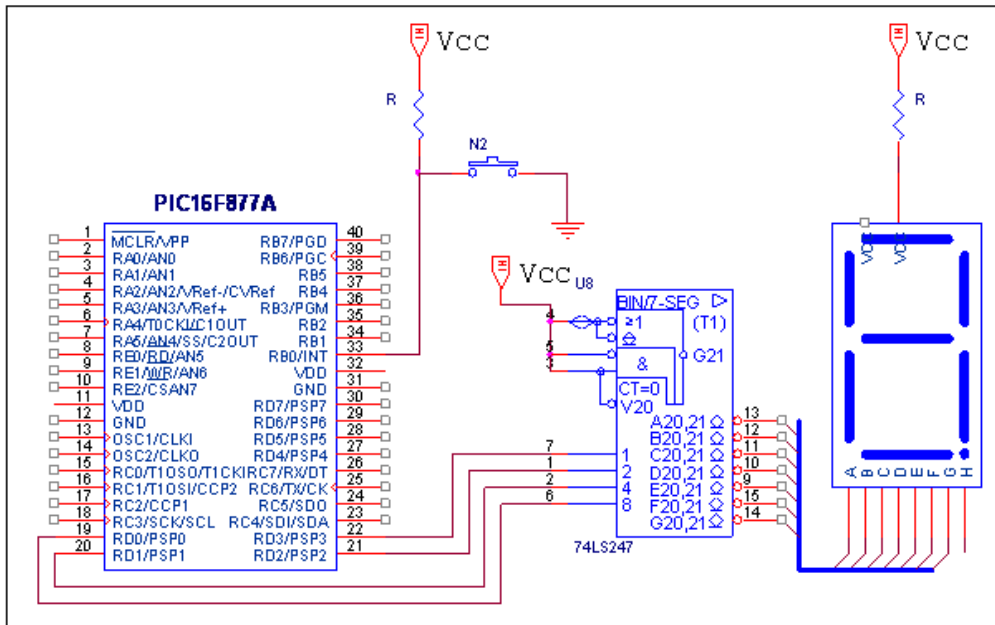 VCC
VCC
R
R
N2
PIC16F877A
1 MCLR/VPP RB7/PGD 40
2 RA0/AN0 RB6/PGC 39
3 RA1/AN1 RB5 38
4 RA2/AN2/VRef-/CVRef RB4 37
5 RA3/AN3/VRef+ RB3/PGM 36
6 RA4/T0CKI/C1OUT RB2 35
7 RA5/AN4/SS/C2OUT RB1 34
8 RE0/RD/AN5 RB0/INT 33
9 RE1/WR/AN6 VDD 32
10 RE2/CSAN7 GND 31
11 VDD RD7/PSP7 30
12 GND RD6/PSP6 29
13 OSC1/CLKI RD5/PSP5 28
14 OSC2/CLKO RD4/PSP4 27
15 RC0/T1OSO/T1CKI RC7/RX/DT 26
16 RC1/T1OSI/CCP2 RC6/TX/CK 25
17 RC2/CCP1 RC5/SDO 24
18 RC3/SCK/SCL RC4/SDI/SDA 23
19 RD0/PSP0 RD3/PSP3 22
20 RD1/PSP1 RD2/PSP2 21
VCC
U8
BIN/7-SEG
(T1)
4 ≥1
5
3 &
G21
CT=0
V20
A20,21 13
B20,21 12
C20,21 11
D20,21 10
E20,21 9
F20,21 15
G20,21 14
7 1
1 2
2 4
6 8
74LS247
VCC VCC
A B C D E F G H